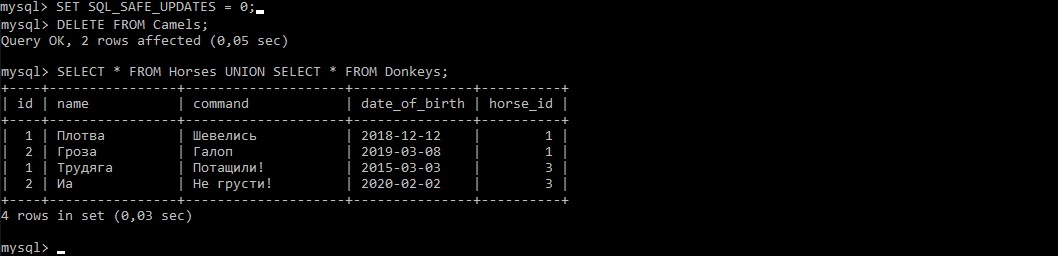 mysql> SET SQL_SAFE_UPDATES = 0;
mysql> DELETE FROM Camels;
Query OK, 2 rows affected (0,05 sec)
mysql> SELECT * FROM Horses UNION SELECT * FROM Donkeys;
+----+----------------+--------------------+---------------+----------+
| id | name | command | date_of_birth | horse_id |
+----+----------------+--------------------+---------------+----------+
| 1 | Плотва | Шевелись | 2018-12-12 | 1 |
| 2 | Гроза | Галоп | 2019-03-08 | 1 |
| 1 | Трудяга | Потащили! | 2015-03-03 | 3 |
| 2 | Иа | Не грусти! | 2020-02-02 | 3 |
+----+----------------+--------------------+---------------+----------+
4 rows in set (0,03 sec)
mysql>